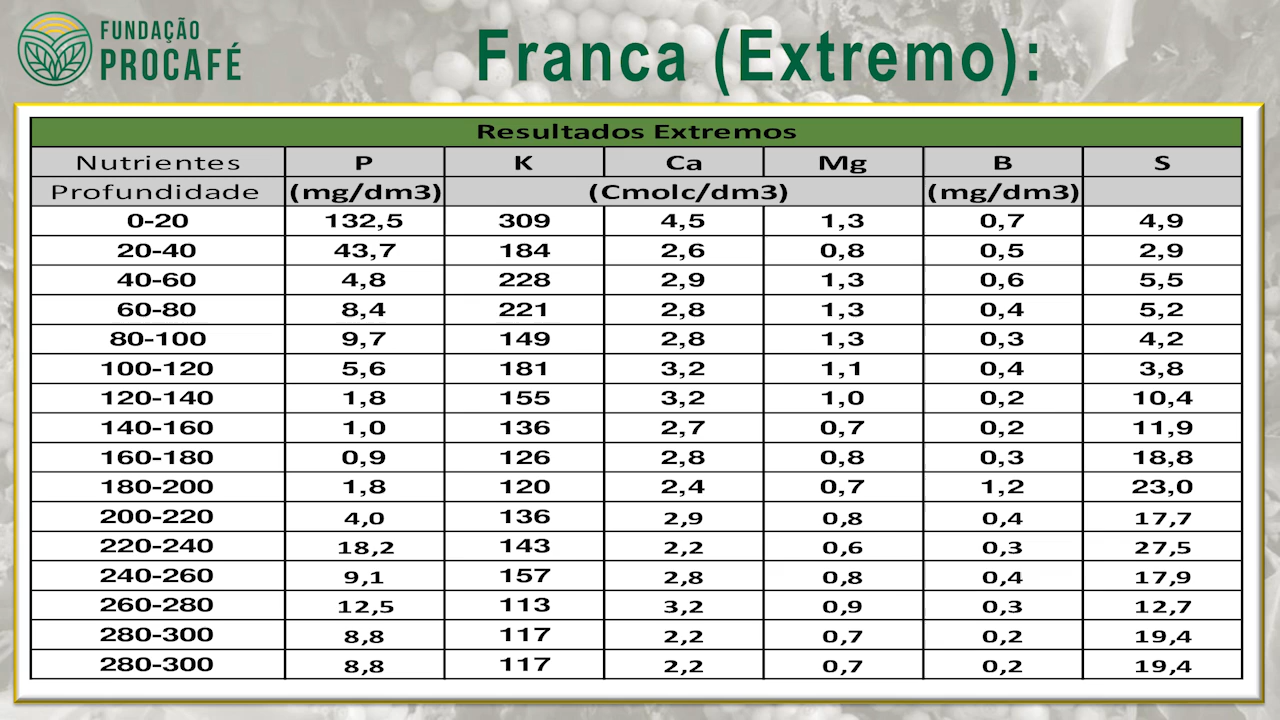 FUNDAÇÃO
PROCAFÉ
Franca (Extremo):
Resultados Extremos
Nutrientes P K Ca Mg B S
Profundidade (mg/dm3) (Cmolc/dm3) (mg/dm3)
0-20 132,5 309 4,5 1,3 0,7 4,9
20-40 43,7 184 2,6 0,8 0,5 2,9
40-60 4,8 228 2,9 1,3 0,6 5,5
60-80 8,4 221 2,8 1,3 0,4 5,2
80-100 9,7 149 2,8 1,3 0,3 4,2
100-120 5,6 181 3,2 1,1 0,4 3,8
120-140 1,8 155 3,2 1,0 0,2 10,4
140-160 1,0 136 2,7 0,7 0,2 11,9
160-180 0,9 126 2,8 0,8 0,3 18,8
180-200 1,8 120 2,4 0,7 1,2 23,0
200-220 4,0 136 2,9 0,8 0,4 17,7
220-240 18,2 143 2,2 0,6 0,3 27,5
240-260 9,1 157 2,8 0,8 0,4 17,9
260-280 12,5 113 3,2 0,9 0,3 12,7
280-300 8,8 117 2,2 0,7 0,2 19,4
280-300 8,8 117 2,2 0,7 0,2 19,4